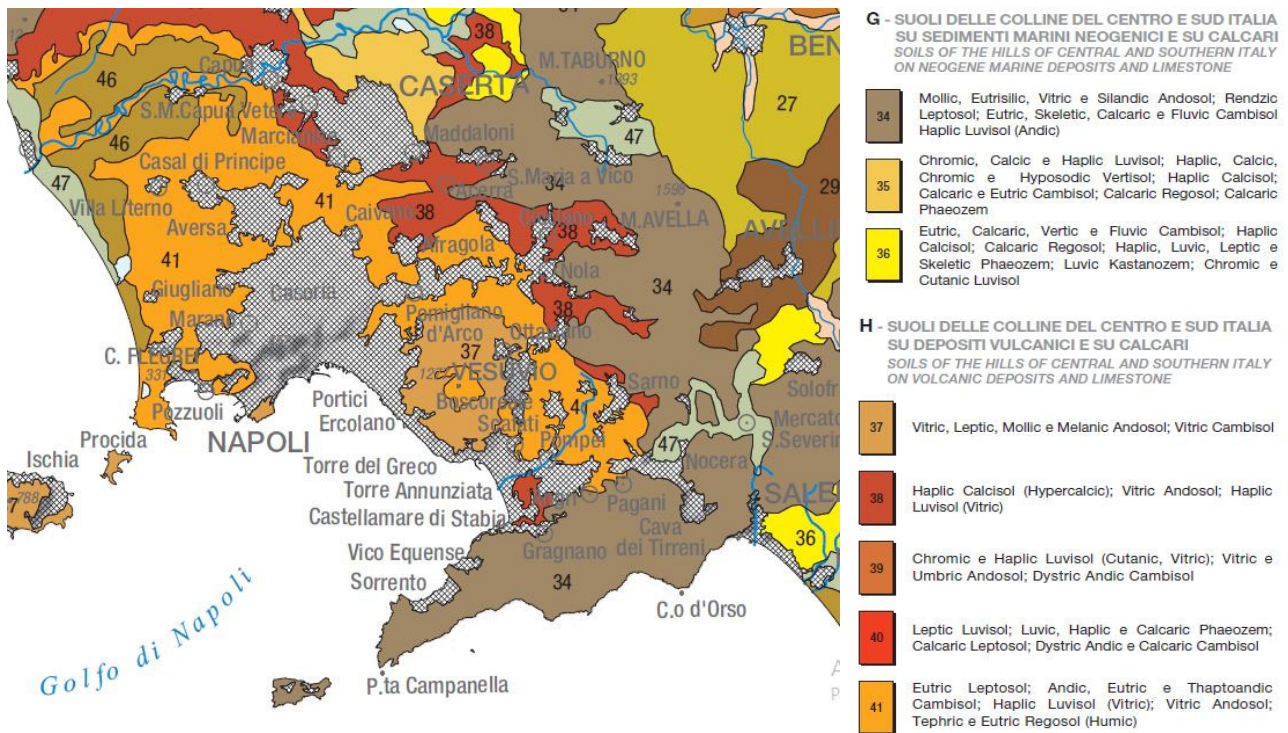 38
46
Capua
M.TABURNO
1393
BEN
CASERTA
27
S.M.Capua Vetere
46
Marcianise
Maddaloni
47
Casal di Principe
47
S.Maria a Vico
34
29
1598
Villa Literno
41
Acerra
Caivano
38
38
M.AVELLA
Aversa
Afragola
41
Nola
Giugliano
Casoria
34
Marano
Pomigliano
d'Arco
38
Ottaviano
C. FLEGREI
37
331
VESUVIO
Sarno
Solofr
Boscoreale
Pozzuoli
Portici
Scafati
Mercato
Ercolano
S.Severin
Procida
NAPOLI
Pompei
47
Nocera
Ischia
Torre del Greco
788
Torre Annunziata
Angri
Pagani
SALE
Castellamare di Stabia
Cava
36
Vico Equense
Gragnano
dei Tirreni
Sorrento
34
C.o d'Orso
Golfo di Napoli
P.ta Campanella
G - SUOLI DELLE COLLINE DEL CENTRO E SUD ITALIA
SU SEDIMENTI MARINI NEOGENICI E SU CALCARI
SOILS OF THE HILLS OF CENTRAL AND SOUTHERN ITALY
ON NEOGENE MARINE DEPOSITS AND LIMESTONE
34
Mollic, Eutrisilic, Vitric e Silandic Andosol; Rendzic
Leptosol; Eutric, Skeletic, Calcaric e Fluvic Cambisol
Haplic Luvisol (Andic)
35
Chromic, Calcic e Haplic Luvisol; Haplic, Calcic,
Chromic e Hyposodic Vertisol; Haplic Calcisol;
Calcaric e Eutric Cambisol; Calcaric Regosol; Calcaric
Phaeozem
36
Eutric, Calcaric, Vertic e Fluvic Cambisol; Haplic
Calcisol; Calcaric Regosol; Haplic, Luvic, Leptic e
Skeletic Phaeozem; Luvic Kastanozem; Chromic e
Cutanic Luvisol
H - SUOLI DELLE COLLINE DEL CENTRO E SUD ITALIA
SU DEPOSITI VULCANICI E SU CALCARI
SOILS OF THE HILLS OF CENTRAL AND SOUTHERN ITALY
ON VOLCANIC DEPOSITS AND LIMESTONE
37
Vitric, Leptic, Mollic e Melanic Andosol; Vitric Cambisol
38
Haplic Calcisol (Hypercalcic); Vitric Andosol; Haplic
Luvisol (Vitric)
39
Chromic e Haplic Luvisol (Cutanic, Vitric); Vitric e
Umbric Andosol; Dystric Andic Cambisol
40
Leptic Luvisol; Luvic, Haplic e Calcaric Phaeozem;
Calcaric Leptosol; Dystric Andic e Calcaric Cambisol
41
Eutric Leptosol; Andic, Eutric e Thaptoandic
Cambisol; Haplic Luvisol (Vitric); Vitric Andosol;
Tephric e Eutric Regosol (Humic)